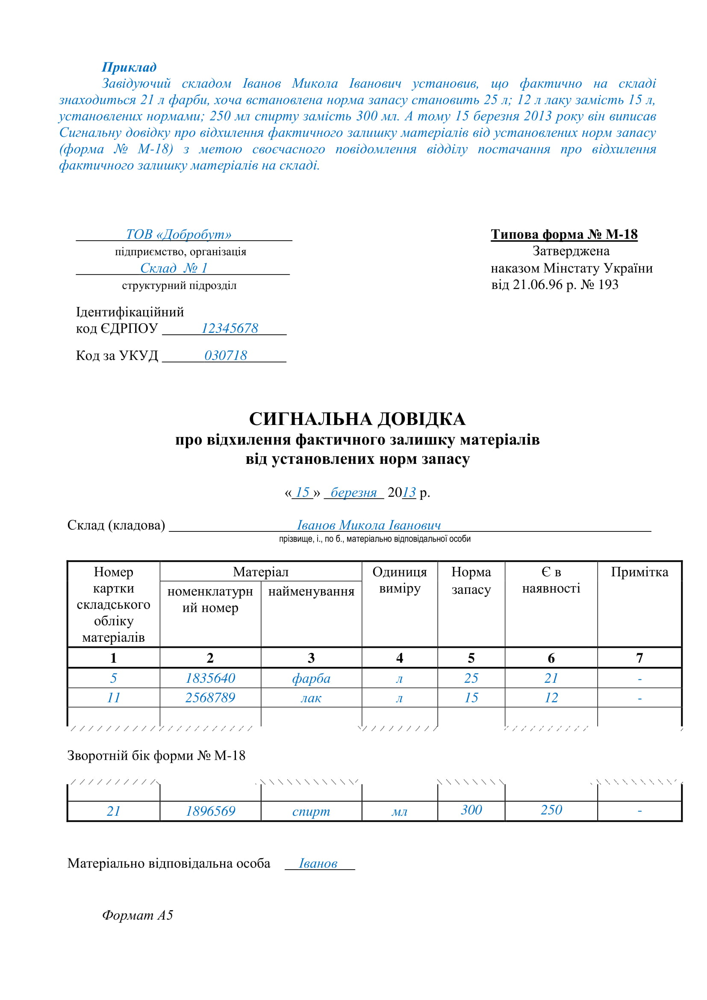 Приклад
Завідуючий складом Іванов Микола Іванович установив, що фактично на складі
знаходиться 21 л фарби, хоча встановлена норма запасу становить 25 л; 12 л лаку замість 15 л,
установлених нормами; 250 мл спирту замість 300 мл. А тому 15 березня 2013 року він виписав
Сигнальну довідку про відхилення фактичного залишку матеріалів від установлених норм запасу
(форма № М-18) з метою своєчасного повідомлення відділу постачання про відхилення
фактичного залишку матеріалів на складі.
ТОВ «Добробут»
підприємство, організація
Склад № 1
структурний підрозділ
Типова форма № М-18
Затверджена
наказом Мінстату України
від 21.06.96 р. № 193
Ідентифікаційний
код ЄДРПОУ 12345678
Код за УКУД 030718
СИГНАЛЬНА ДОВІДКА
про відхилення фактичного залишку матеріалів
від установлених норм запасу
« 15 » березня 2013 р.
Склад (кладова) Іванов Микола Іванович
прізвище, і., по б., матеріально відповідальної особи
Номер картки складського обліку матеріалів Матеріал Одиниця виміру Норма запасу Є в наявності Примітка
номенклатурний номер найменування
1 2 3 4 5 6 7
5 1835640 фарба л 25 21 -
11 2568789 лак л 15 12 -
Зворотній бік форми № М-18
21 1896569 спирт мл 300 250 -
Матеріально відповідальна особа Іванов
Формат А5